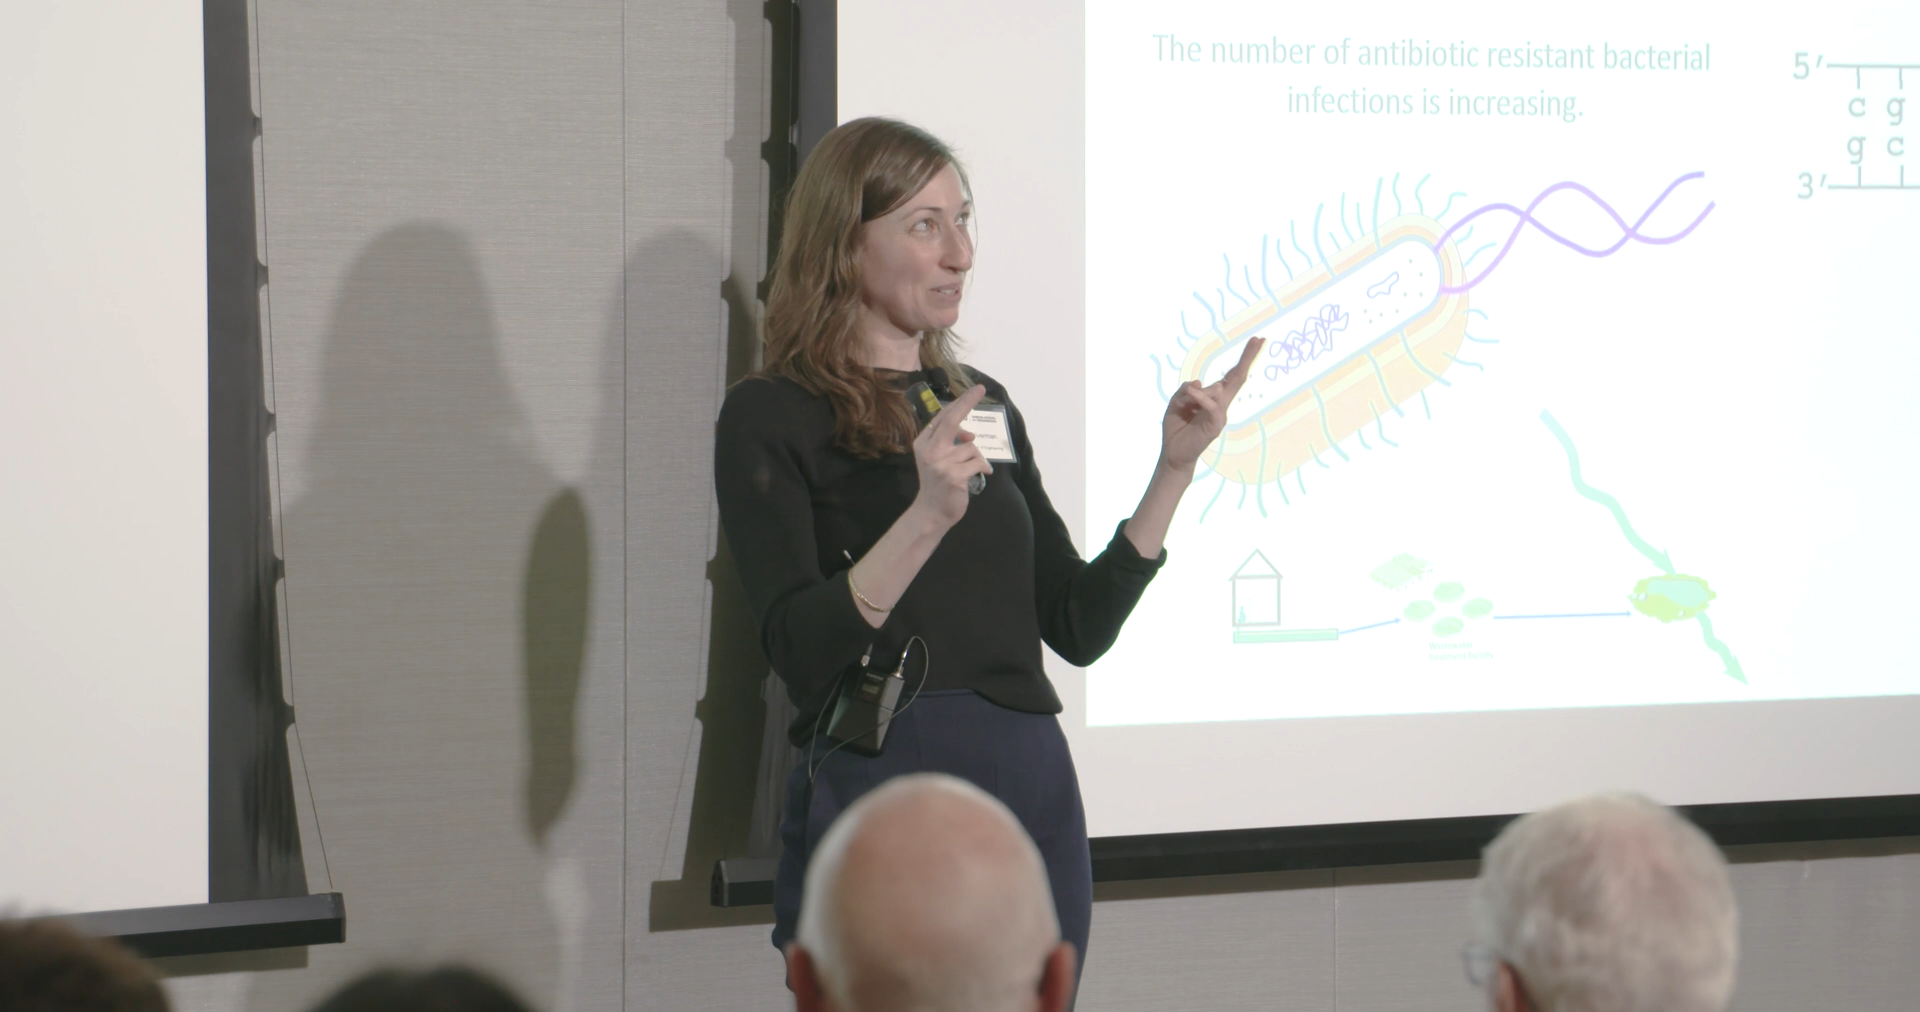 The number of antibiotic resistant bacterial
infections is increasing.
5'
c g
g c
3'